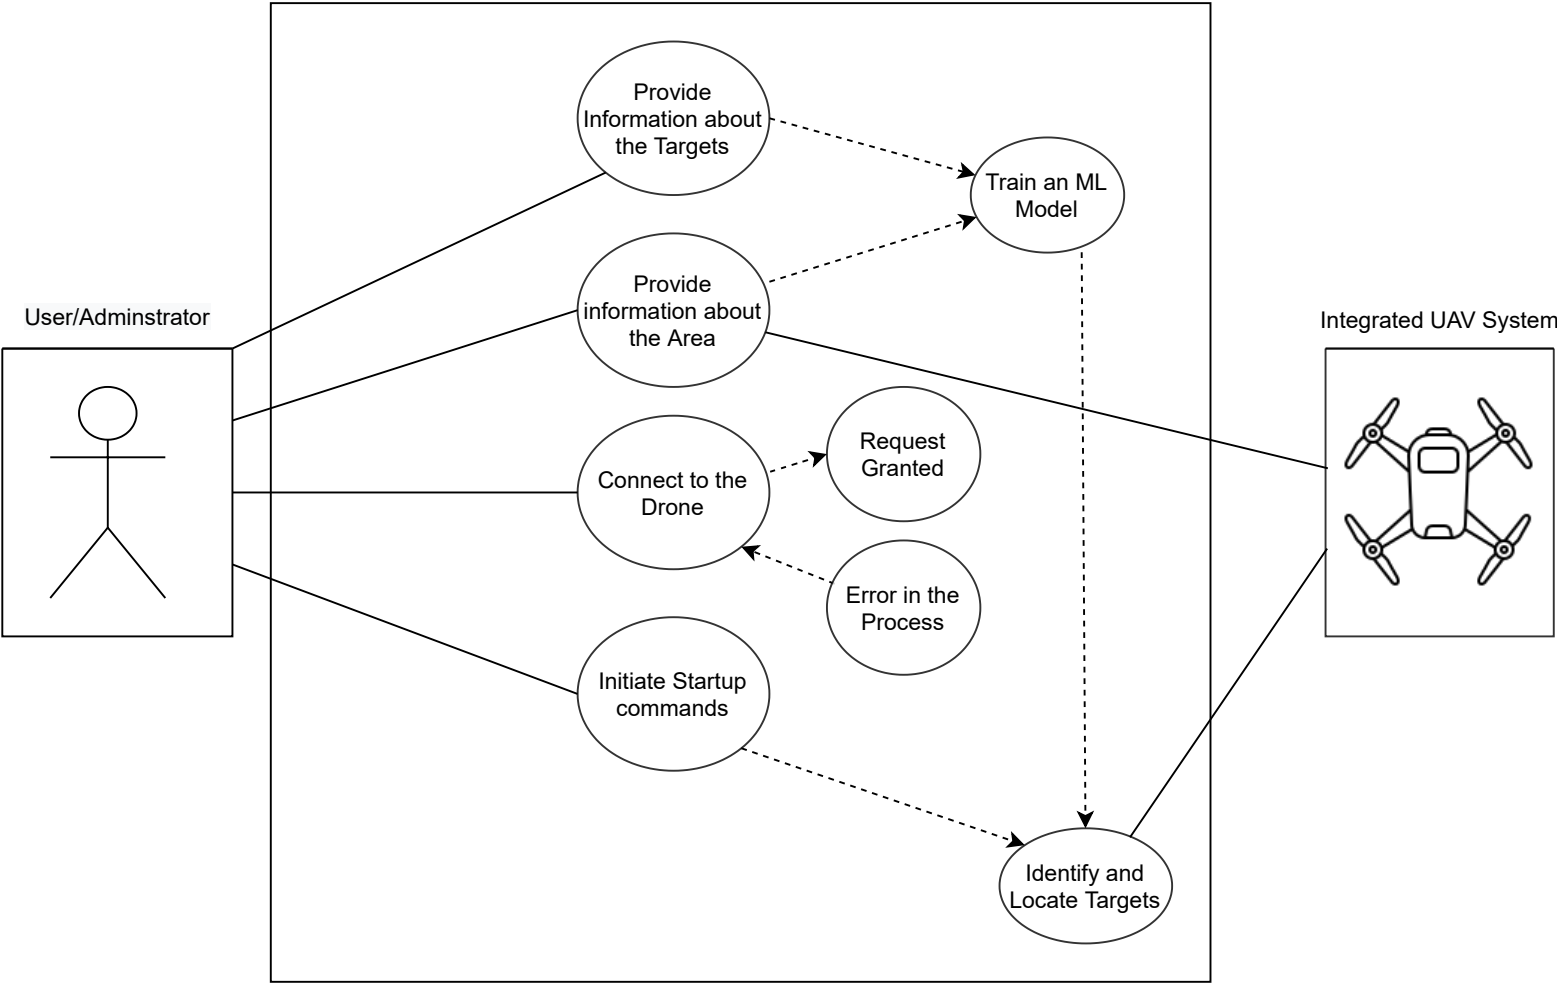 Provide
Information about
the Targets
Train an ML
Model
Provide
information about
the Area
User/Adminstrator
Integrated UAV System
Request
Granted
Connect to the
Drone
Error in the
Process
Initiate Startup
commands
Identify and
Locate Targets